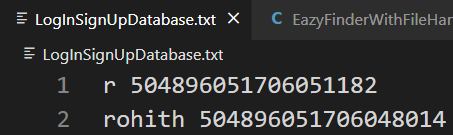 LogInSignUpDatabase.txt EazyFinderWithFileHar
LogInSignUpDatabase.txt
1 r 504896051706051182
2 rohith 504896051706048014